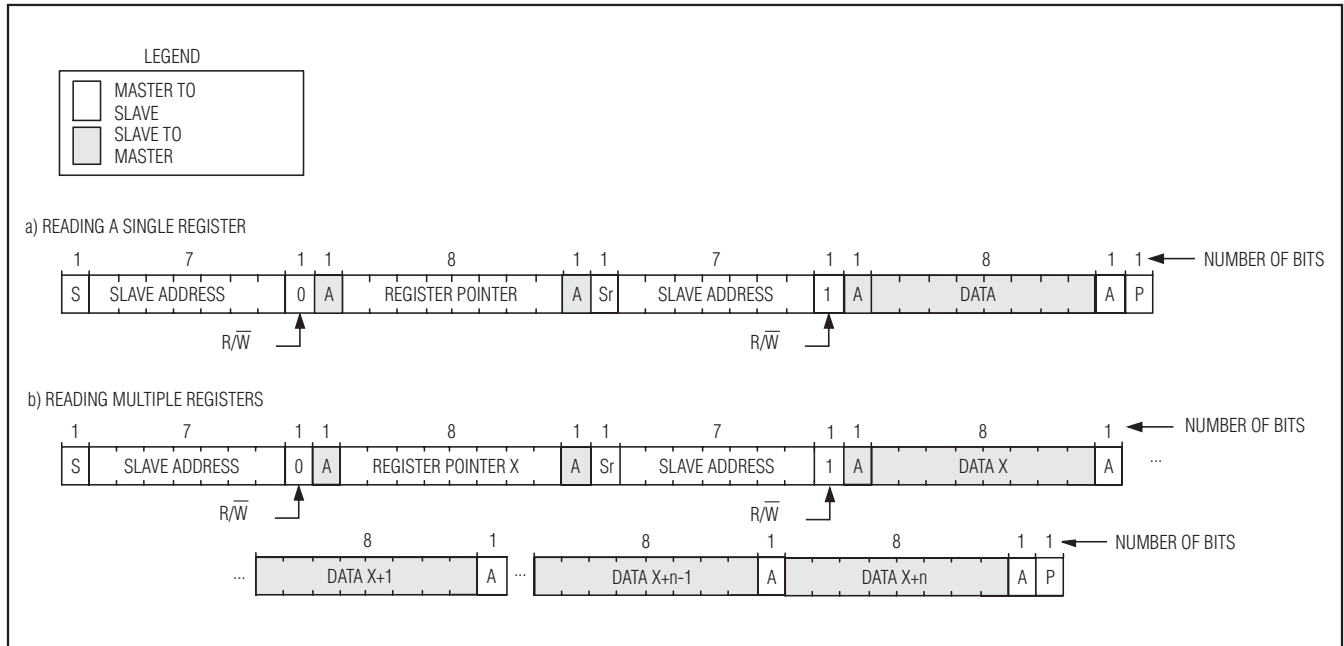 LEGEND
MASTER TO
SLAVE
SLAVE TO
MASTER
a) READING A SINGLE REGISTER
1 7 1 1 8 1 1 7 1 1 8 1 1 NUMBER OF BITS
S SLAVE ADDRESS 0 A REGISTER POINTER A Sr SLAVE ADDRESS 1 A DATA A P
R/W̅ R/W̅
b) READING MULTIPLE REGISTERS
1 7 1 1 8 1 1 7 1 1 8 1 NUMBER OF BITS
S SLAVE ADDRESS 0 A REGISTER POINTER X A Sr SLAVE ADDRESS 1 A DATA X A ...
R/W̅ R/W̅
8 1 8 1 8 1 1 NUMBER OF BITS
... DATA X+1 A ... DATA X+n-1 A DATA X+n A P